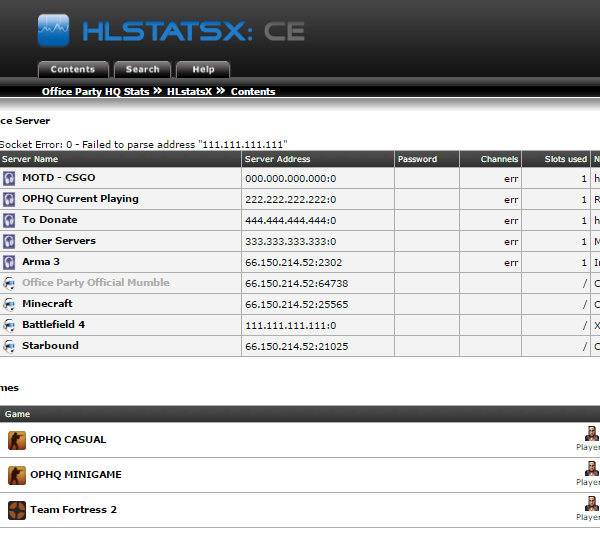 HLSTATSX: CE
Contents Search Help
Office Party HQ Stats » HLstatsX » Contents
ce Server
Socket Error: 0 - Failed to parse address "111.111.111.111"
Server Name Server Address Password Channels Slots used N
MOTD - CSGO 000.000.000.000:0 err 1 h
OPHQ Current Playing 222.222.222.222:0 err 1 R
To Donate 444.444.444.444:0 err 1 h
Other Servers 333.333.333.333:0 err 1 M
Arma 3 66.150.214.52:2302 err 1 In
Office Party Official Mumble 66.150.214.52:64738 / C
Minecraft 66.150.214.52:25565 / C
Battlefield 4 111.111.111.111:0 / X
Starbound 66.150.214.52:21025 / C
mes
Game
OPHQ CASUAL Player
OPHQ MINIGAME Player
Team Fortress 2 Player